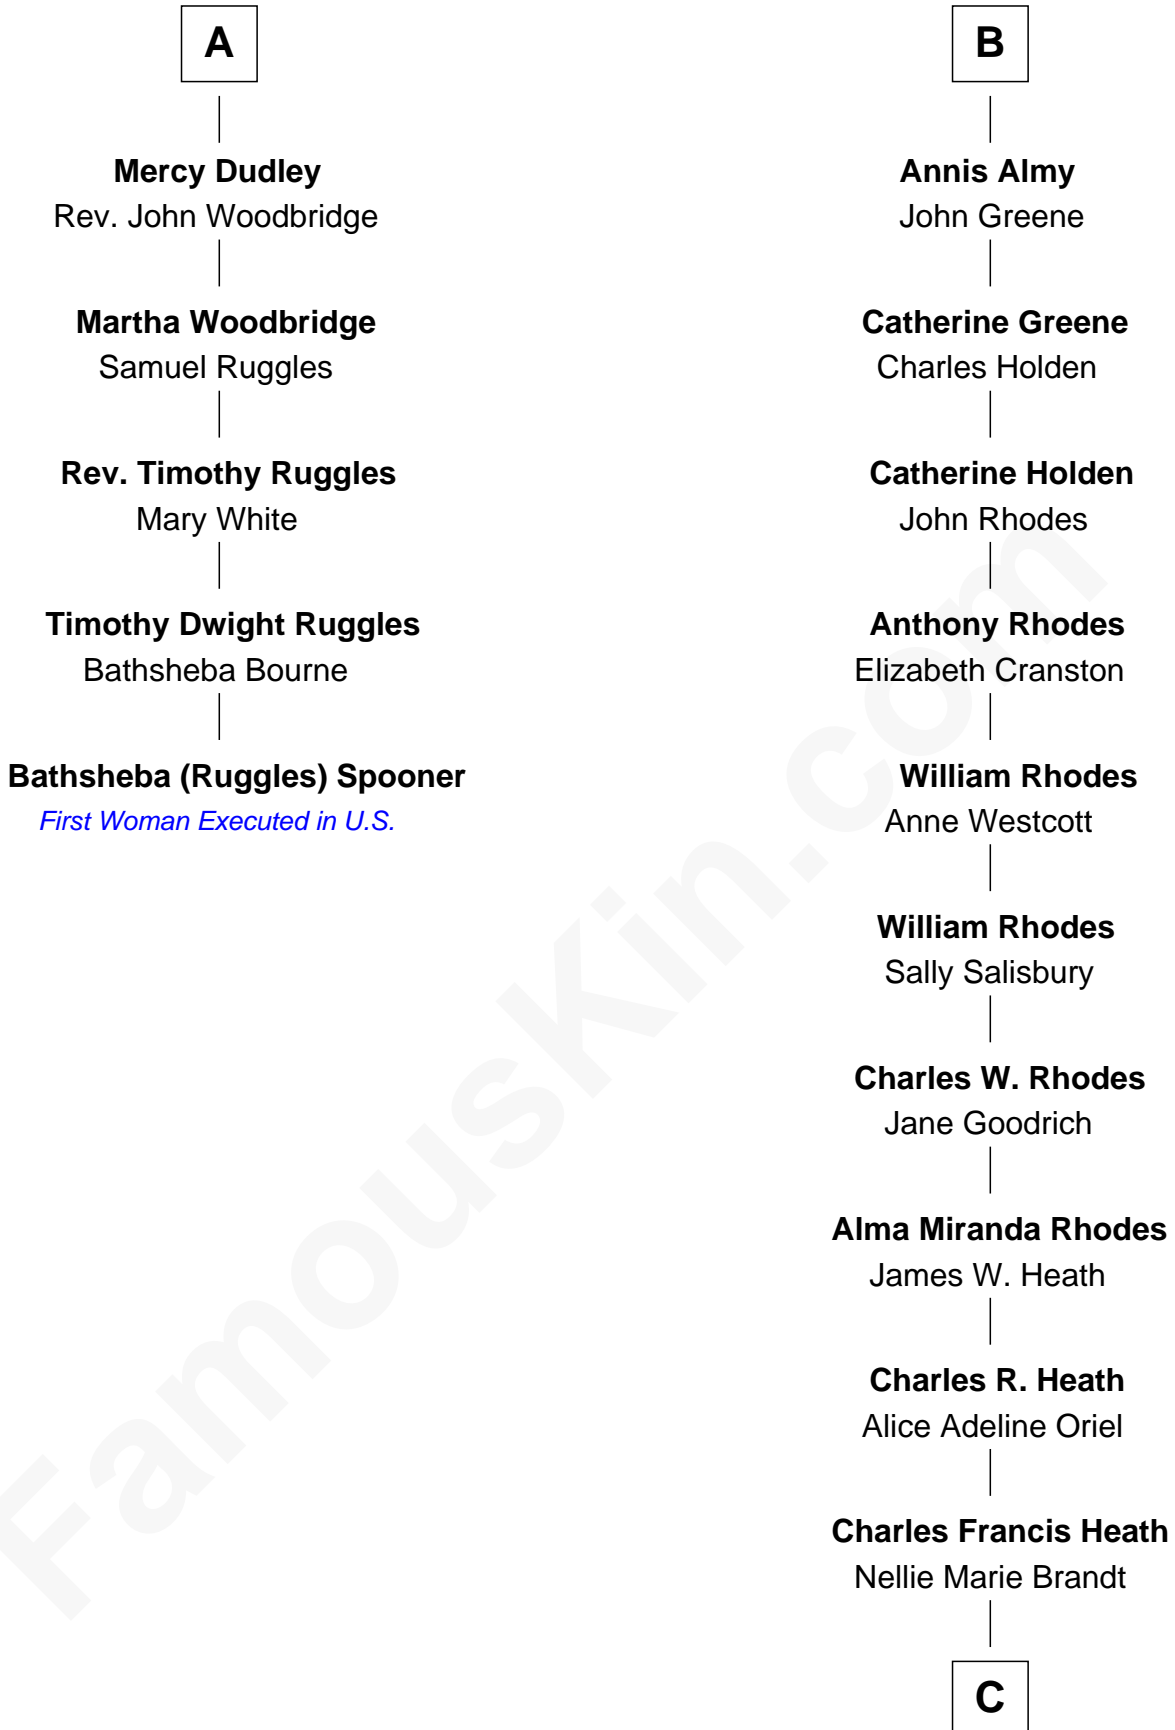 A
Mercy Dudley
Rev. John Woodbridge
Martha Woodbridge
Samuel Ruggles
Rev. Timothy Ruggles
Mary White
Timothy Dwight Ruggles
Bathsheba Bourne
Bathsheba (Ruggles) Spooner
First Woman Executed in U.S.
B
Annis Almy
John Greene
Catherine Greene
Charles Holden
Catherine Holden
John Rhodes
Anthony Rhodes
Elizabeth Cranston
William Rhodes
Anne Westcott
William Rhodes
Sally Salisbury
Charles W. Rhodes
Jane Goodrich
Alma Miranda Rhodes
James W. Heath
Charles R. Heath
Alice Adeline Oriel
Charles Francis Heath
Nellie Marie Brandt
C
FamousKin.com